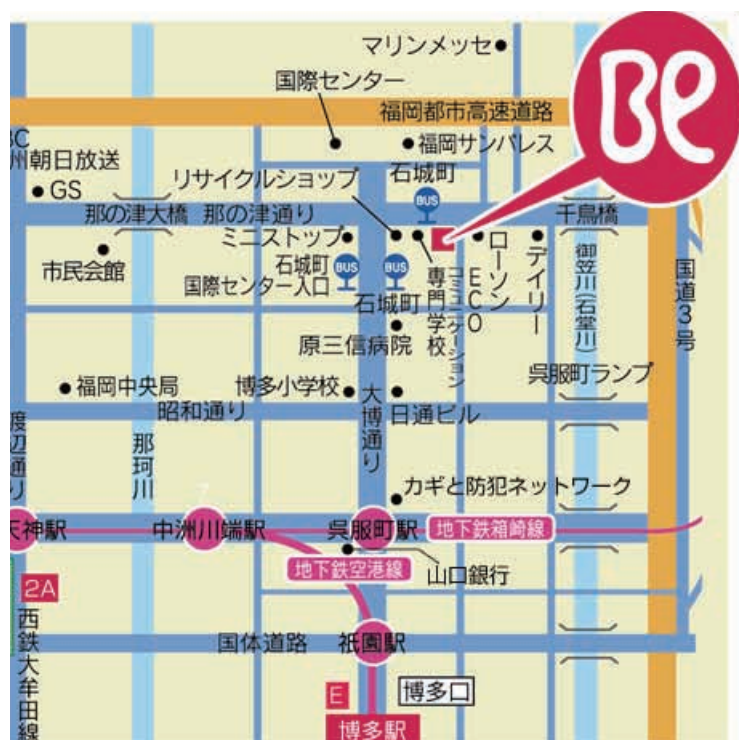 マリンメッセ
国際センター
Be
福岡都市高速道路
福岡サンパレス
州朝日放送
リサイクルショップ
石城町
GS
BUS
那の津大橋
那の津通り
千鳥橋
ミニストップ
市民会館
石城町
国際センター入口
BUS
BUS
石城町
専門学校
コミュニケーション
ECO
ローソン
デイリー
御笠川(石堂川)
国道3号
原三信病院
呉服町ランプ
福岡中央局
博多小学校
昭和通り
大博通り
日通ビル
渡辺通り
那珂川
カギと防犯ネットワーク
天神駅
中洲川端駅
呉服町駅
地下鉄箱崎線
地下鉄空港線
山口銀行
2A
西鉄大牟田線
国体道路
祇園駅
E
博多口
博多駅